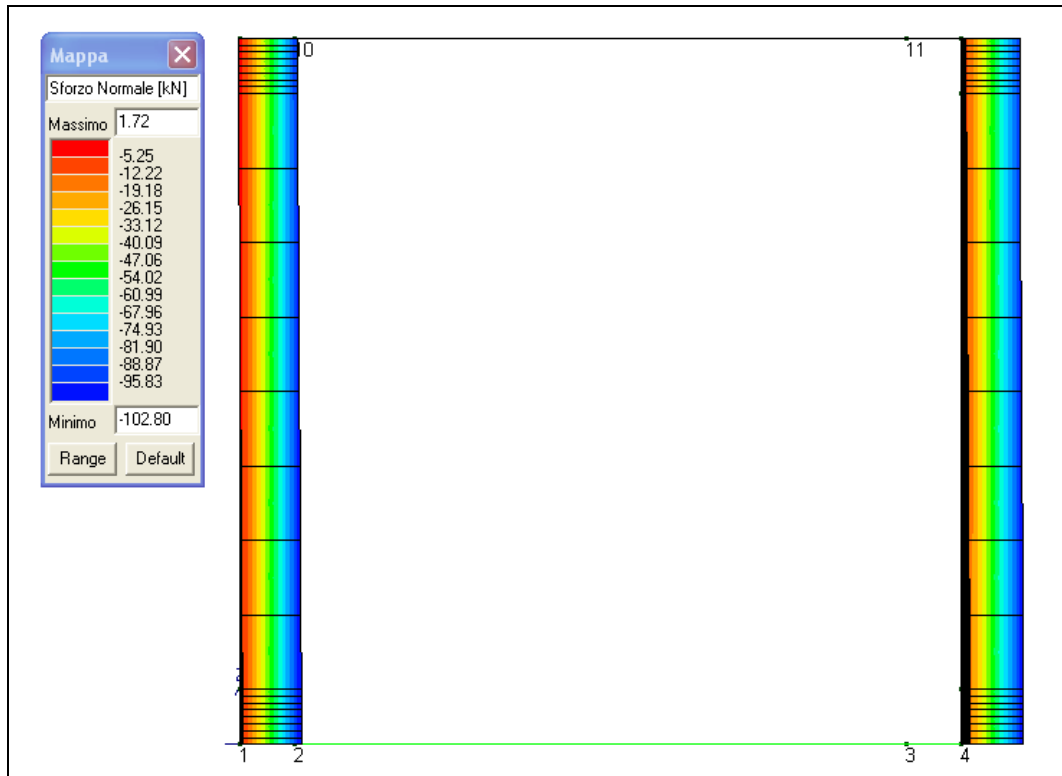 Mappa
Sforzo Normale [kN]
Massimo 1.72
-5.25
-12.22
-19.18
-26.15
-33.12
-40.09
-47.06
-54.02
-60.99
-67.96
-74.93
-81.90
-88.87
-95.83
Minimo -102.80
Range Default
10 11
1 2 3 4